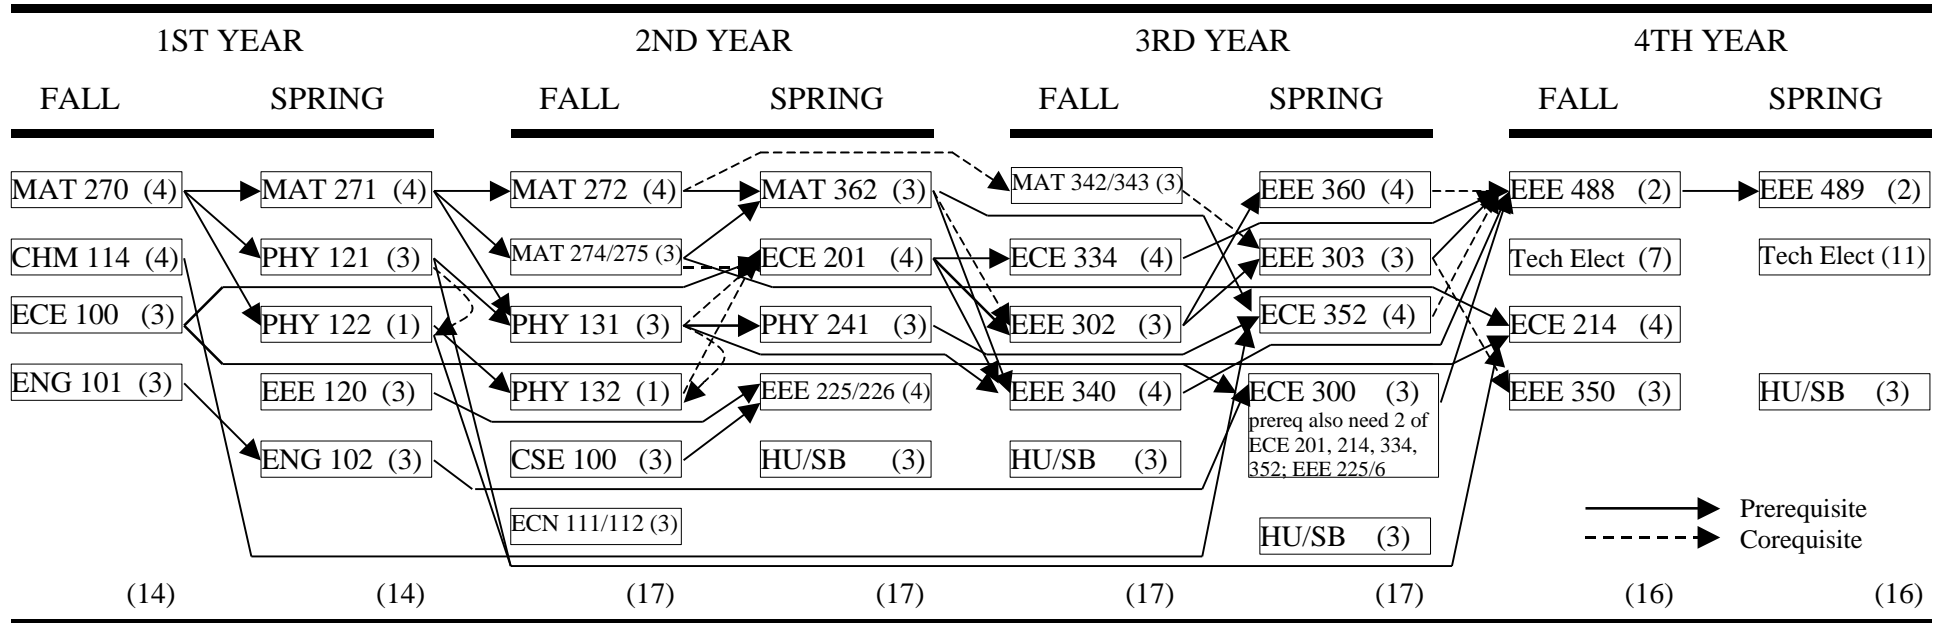 1ST YEAR 2ND YEAR 3RD YEAR 4TH YEAR
FALL SPRING FALL SPRING FALL SPRING FALL SPRING
MAT 270 (4) MAT 271 (4) MAT 272 (4) MAT 362 (3) MAT 342/343 (3) EEE 360 (4) EEE 488 (2) EEE 489 (2)
CHM 114 (4) PHY 121 (3) MAT 274/275 (3) ECE 201 (4) ECE 334 (4) EEE 303 (3) Tech Elect (7) Tech Elect (11)
ECE 100 (3) PHY 122 (1) PHY 131 (3) PHY 241 (3) EEE 302 (3) ECE 352 (4) ECE 214 (4)
ENG 101 (3) EEE 120 (3) PHY 132 (1) EEE 225/226 (4) EEE 340 (4) ECE 300 (3) EEE 350 (3) HU/SB (3)
prereq also need 2 of
ECE 201, 214, 334,
352; EEE 225/6
ENG 102 (3) CSE 100 (3) HU/SB (3) HU/SB (3)
ECN 111/112 (3) HU/SB (3)
Prerequisite
Corequisite
(14) (14) (17) (17) (17) (17) (16) (16)